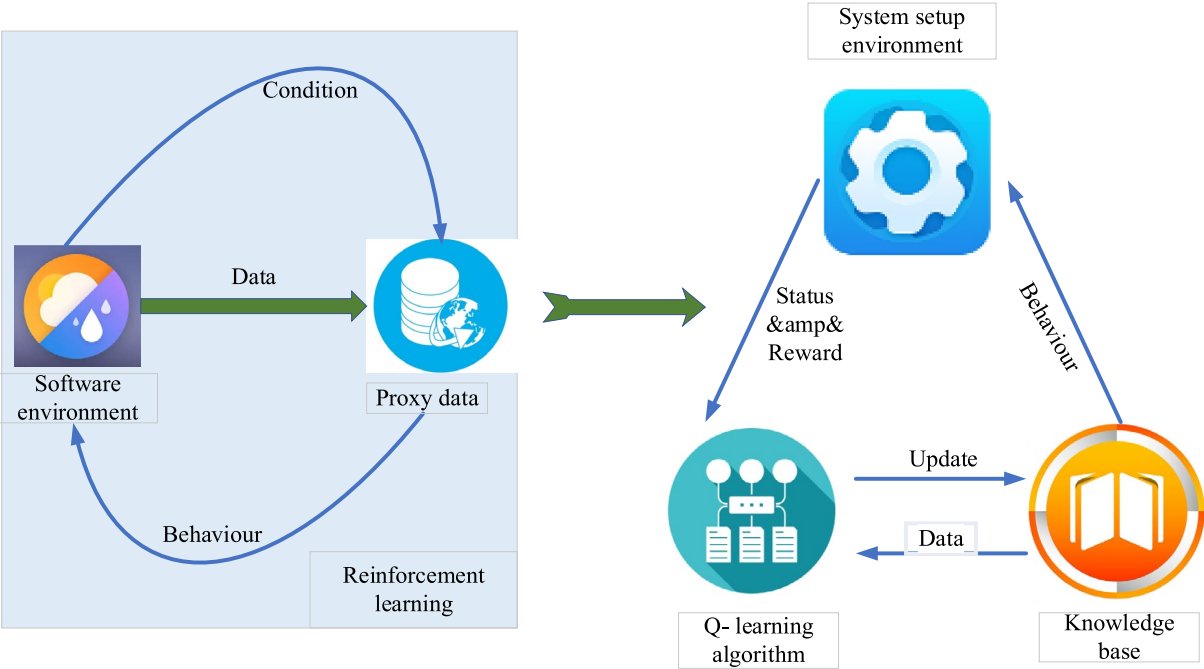 System setup
environment
Condition
Data
Software
environment
Proxy data
Behaviour
Reinforcement
learning
Status
&amp&
Reward
Behaviour
Update
Data
Q- learning
algorithm
Knowledge
base